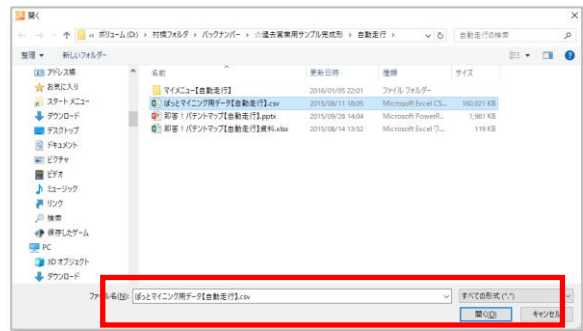 開く
« ボリューム (D:) › 村橋フォルダ › バックナンバー › ☆過去営業用サンプル完成形 › 自動走行 ›
自動走行の検索
整理 新しいフォルダー
名前 更新日時 種類 サイズ
アドレス帳
お気に入り
スタート メニュー
ダウンロード
デスクトップ
ドキュメント
ピクチャ
ビデオ
ミュージック
リンク
検索
保存したゲーム
PC
3D オブジェクト
ダウンロード
マイメニュー【自動走行】 2016/01/05 22:01 ファイル フォルダー
ぱっとマイニング用データ【自動走行】.csv 2015/08/11 18:05 Microsoft Excel CS... 160,021 KB
即答！パテントマップ【自動走行】.pptx 2015/09/28 14:04 Microsoft PowerP... 1,981 KB
即答！パテントマップ【自動走行】資料.xlsx 2015/08/14 13:52 Microsoft Excel ワ... 119 KB
ファイル名(N): ぱっとマイニング用データ【自動走行】.csv
すべての形式 (*.*)
開く(O) キャンセル